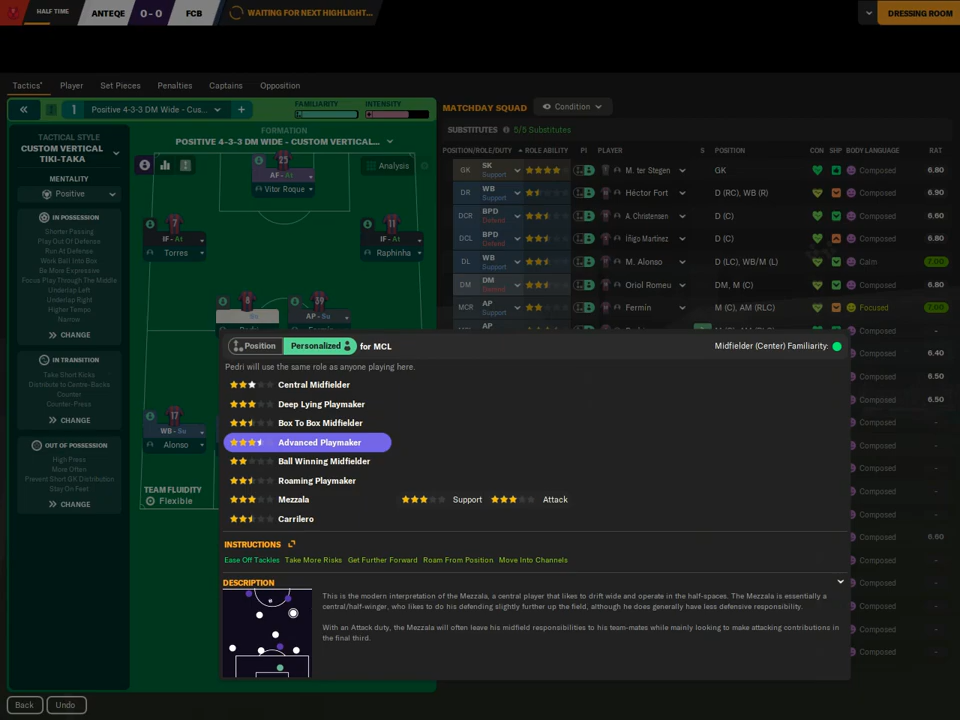 HALF TIME
ANTEQE 0 - 0 FCB
WAITING FOR NEXT HIGHLIGHT...
DRESSING ROOM
Tactics* Player Set Pieces Penalties Captains Opposition
1 Positive 4-3-3 DM Wide - Cus... +
FAMILIARITY
INTENSITY
MATCHDAY SQUAD
Condition
TACTICAL STYLE
CUSTOM VERTICAL TIKI-TAKA
MENTALITY
Positive
IN POSSESSION
Shorter Passing
Play Out Of Defence
Run At Defence
Work Ball Into Box
Be More Expressive
Focus Play Through The Middle
Underlap Left
Underlap Right
Higher Tempo
Narrow
CHANGE
IN TRANSITION
Take Short Kicks
Distribute to Centre-Backs
Counter
Counter-Press
CHANGE
OUT OF POSSESSION
High Press
More Often
Prevent Short GK Distribution
Stay On Feet
CHANGE
FORMATION
POSITIVE 4-3-3 DM WIDE - CUSTOM VERTICAL...
Analysis
25
AF - At
Vitor Roque
7
IF - At
Torres
11
IF - At
Raphinha
8
39
AP - Su
17
WB - Su
Alonso
TEAM FLUIDITY
Flexible
SUBSTITUTES 5/5 Substitutes
POSITION/ROLE/DUTY ROLE ABILITY PI PLAYER S POSITION CON SHP BODY LANGUAGE RAT
GK SK Support M. ter Stegen GK Composed 6.80
DR WB Support Héctor Fort D (RC), WB (R) Composed 6.90
DCR BPD Defend A. Christensen D (C) Composed 6.60
DCL BPD Defend Iñigo Martínez D (C) Composed 6.80
DL WB Support M. Alonso D (LC), WB/M (L) Calm 7.00
DM DM Oriol Romeu DM, M (C) Composed 6.80
MCR AP Support Fermín M (C), AM (RLC) Focused 7.00
AP Composed -
Composed 6.40
Composed 6.50
Composed 6.50
Composed -
Composed -
Composed -
Composed -
Composed -
Composed 6.60
Composed -
Composed -
Composed -
Composed -
Composed -
Position Personalized for MCL
Midfielder (Center) Familiarity:
Pedri will use the same role as anyone playing here.
Central Midfielder
Deep Lying Playmaker
Box To Box Midfielder
Advanced Playmaker
Ball Winning Midfielder
Roaming Playmaker
Mezzala Support Attack
Carrilero
INSTRUCTIONS
Ease Off Tackles Take More Risks Get Further Forward Roam From Position Move Into Channels
DESCRIPTION
This is the modern interpretation of the Mezzala, a central player that likes to drift wide and operate in the half-spaces. The Mezzala is essentially a
central/half-winger, who likes to do his defending slightly further up the field, although he does generally have less defensive responsibility.
With an Attack duty, the Mezzala will often leave his midfield responsibilities to his team-mates while mainly looking to make attacking contributions in
the final third.
Back Undo